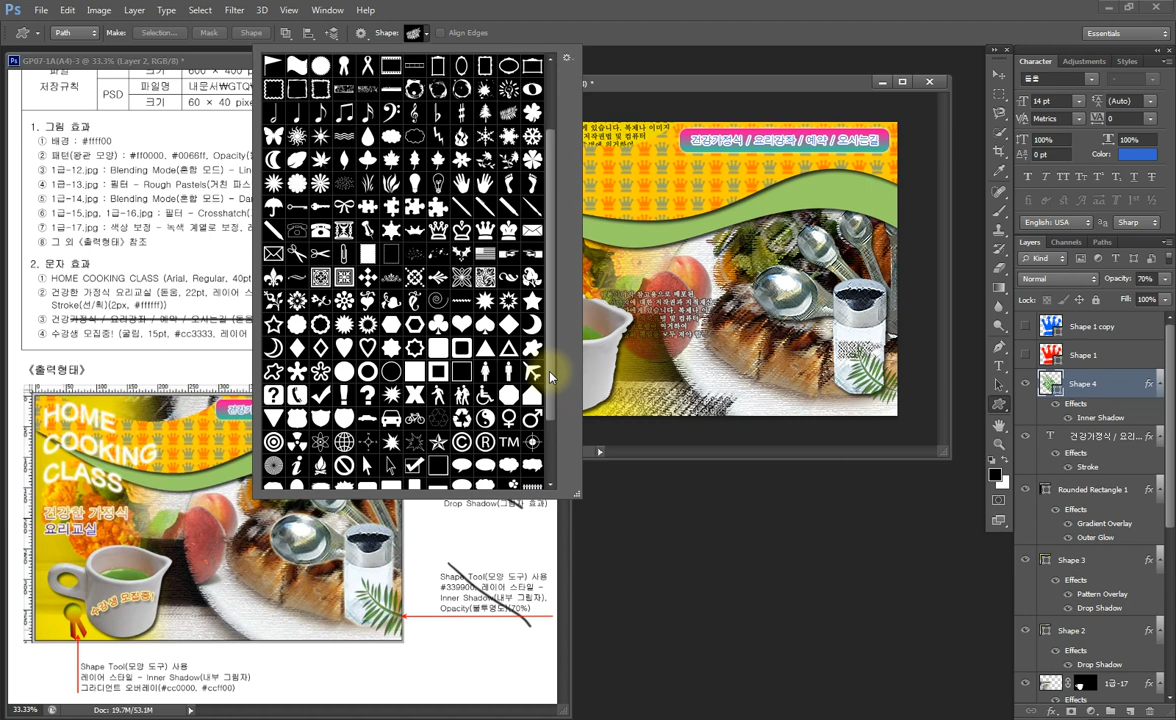 Ps File Edit Image Layer Type Select Filter 3D View Window Help
Path Make: Selection... Mask Shape Shape: Align Edges Essentials
GP07-1A(A4)-3 @ 33.3% (Layer 2, RGB/8) *
저장규칙
PSD 파일명 내문서₩GTQ₩
크기 60 × 40 pixe
1. 그림 효과
① 배경 : #ffff00
② 패턴(왕관 모양) : #ff0000, #0066ff, Opacity(
③ 1급-12.jpg : Blending Mode(혼합 모드) - Lin
④ 1급-13.jpg : 필터 - Rough Pastels(거친 파스
⑤ 1급-14.jpg : Blending Mode(혼합 모드) - Dar
⑥ 1급-15.jpg, 1급-16.jpg : 필터 - Crosshatch(
⑦ 1급-17.jpg : 색상 보정 - 녹색 계열로 보정, 레
⑧ 그 외 《출력형태》 참조
2. 문자 효과
① HOME COOKING CLASS (Arial, Regular, 40pt
② 건강한 가정식 요리교실 (돋움, 22pt, 레이어 스
Stroke(선/획)(2px, #ffffff))
③ 건강가정식 / 요리강좌 / 예약 / 오시는길 (돋움
④ 수강생 모집중! (굴림, 15pt, #cc3333, 레이어
《출력형태》
HOME
COOKING
CLASS
건강한 가정식
요리교실
수강생 모집중!
Drop Shadow(그림자 효과)
Shape Tool(모양 도구) 사용
#339900, 레이어 스타일 -
Inner Shadow(내부 그림자),
Opacity(불투명도)(70%)
Shape Tool(모양 도구) 사용
레이어 스타일 - Inner Shadow(내부 그림자)
그라디언트 오버레이(#cc0000, #ccff00)
33.33% Doc: 19.7M/53.1M
건강가정식 / 요리강좌 / 예약 / 오시는길
Character Adjustments Styles
14 pt (Auto)
Metrics 0
100% 100%
0 pt Color:
English: USA Sharp
Layers Channels Paths
Kind
Normal Opacity: 70%
Lock: Fill: 100%
Shape 1 copy
Shape 1
Shape 4 fx
Effects
Inner Shadow
건강가정식 / 요리... fx
Effects
Stroke
Rounded Rectangle 1 fx
Effects
Gradient Overlay
Outer Glow
Shape 3 fx
Effects
Pattern Overlay
Drop Shadow
Shape 2 fx
Effects
Drop Shadow
1급-17 fx
Effects